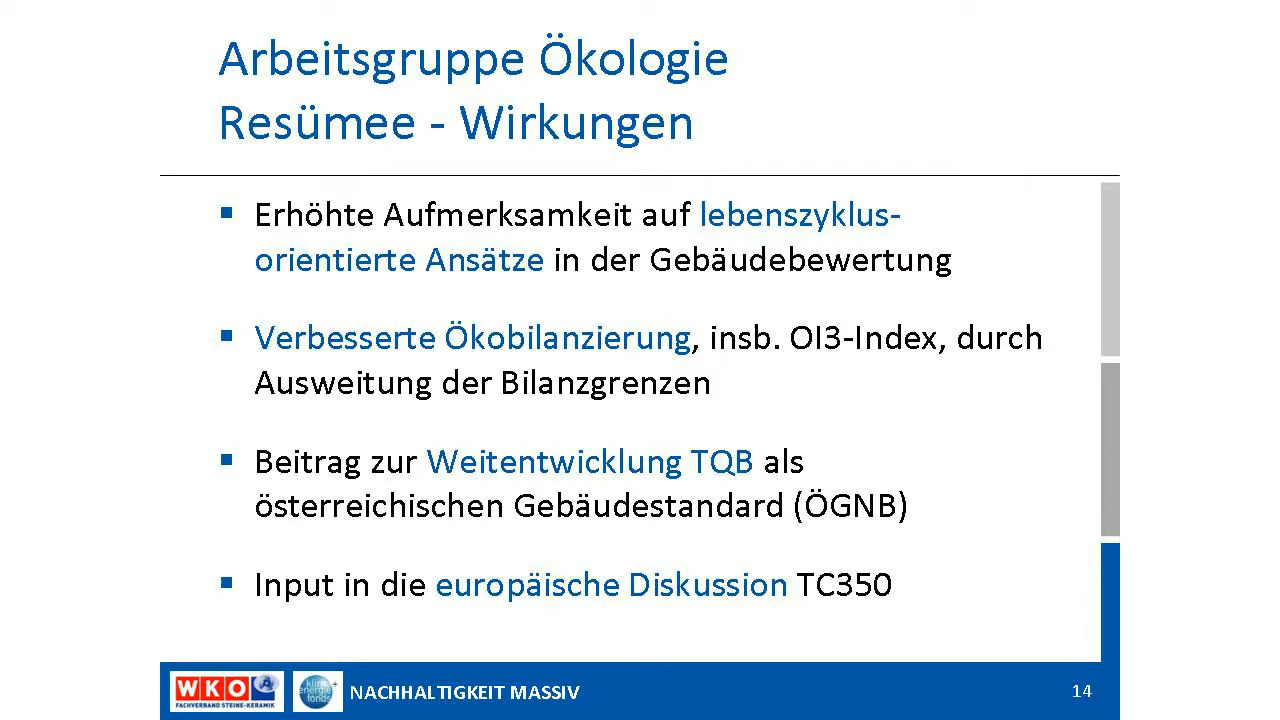 Arbeitsgruppe Ökologie
Resümee - Wirkungen
▪ Erhöhte Aufmerksamkeit auf lebenszyklus-
orientierte Ansätze in der Gebäudebewertung
▪ Verbesserte Ökobilanzierung, insb. OI3-Index, durch
Ausweitung der Bilanzgrenzen
▪ Beitrag zur Weitentwicklung TQB als
österreichischen Gebäudestandard (ÖGNB)
▪ Input in die europäische Diskussion TC350
WKO
FACHVERBAND STEINE-KERAMIK
klima+
energie
fonds
NACHHALTIGKEIT MASSIV
14